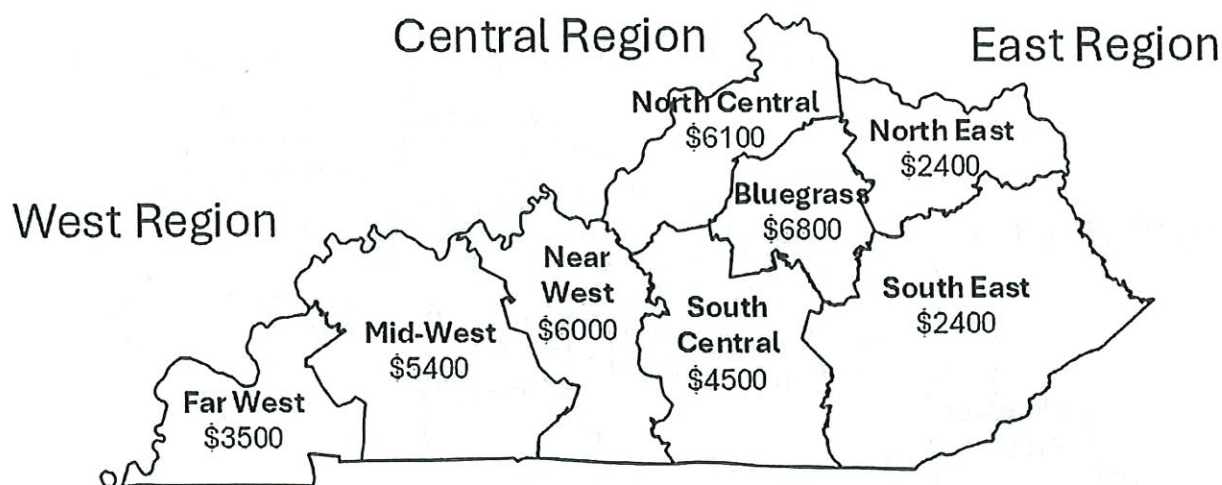 Central Region
East Region
West Region
North Central
$6100
North East
$2400
Bluegrass
$6800
Near
West
$6000
South East
$2400
South
Central
$4500
Mid-West
$5400
Far West
$3500